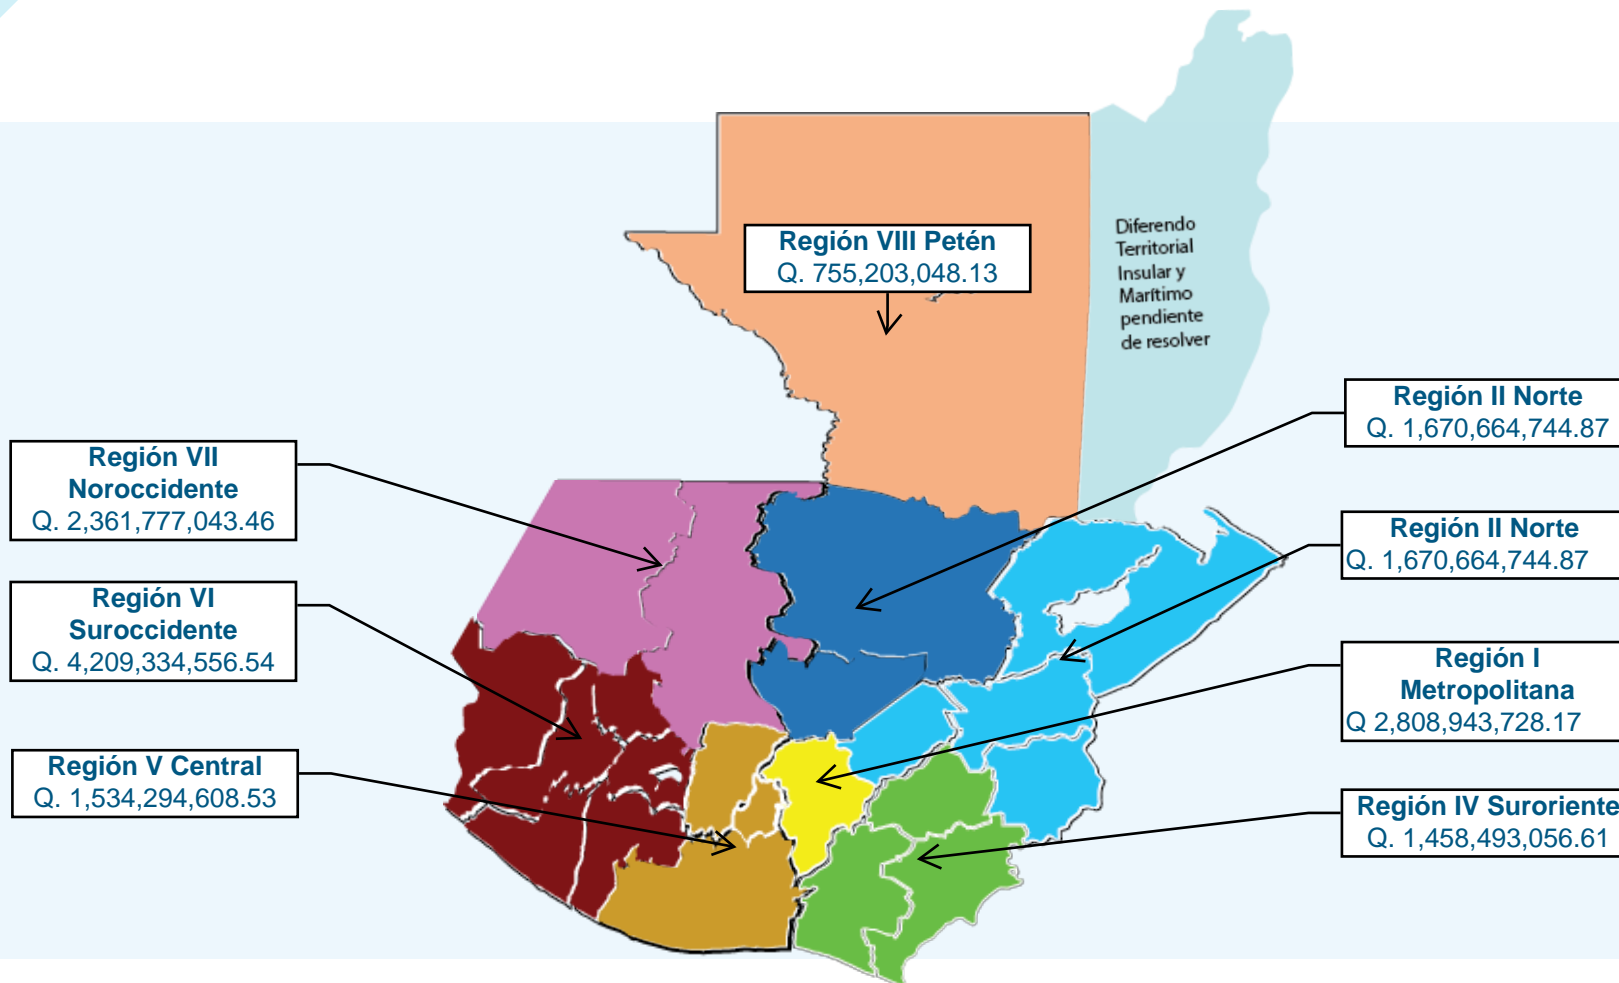 Diferendo
Territorial
Insular y
Marítimo
pendiente
de resolver
Región VIII Petén
Q. 755,203,048.13
Región II Norte
Q. 1,670,664,744.87
Región VII
Noroccidente
Q. 2,361,777,043.46
Región II Norte
Q. 1,670,664,744.87
Región VI
Suroccidente
Q. 4,209,334,556.54
Región I
Metropolitana
Q 2,808,943,728.17
Región V Central
Q. 1,534,294,608.53
Región IV Suroriente
Q. 1,458,493,056.61